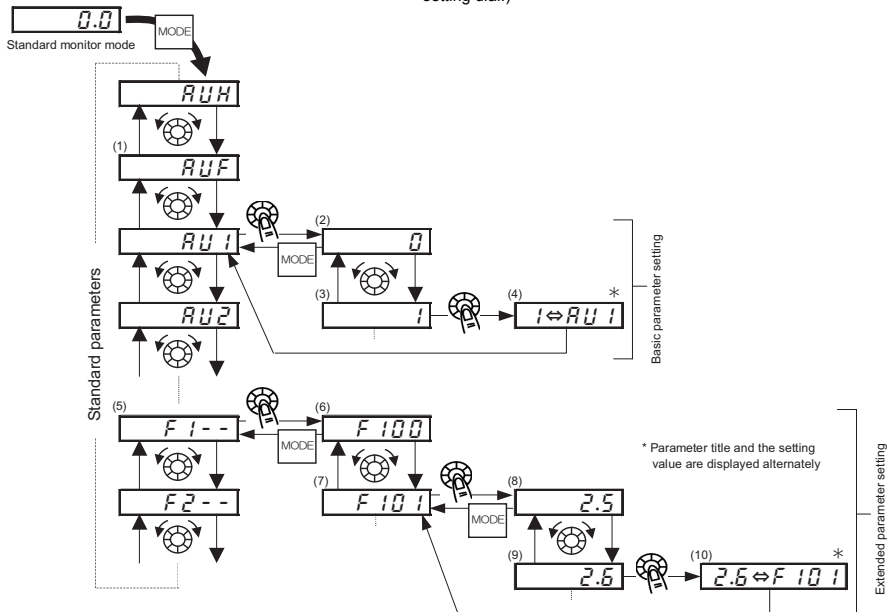 setting dial.)
0.0
MODE
Standard monitor mode
AUH
(1)
AUF
(2)
AU1
0
MODE
(3)
(4)
*
1
1⇔AU1
AU2
Basic parameter setting
Standard parameters
(5)
(6)
F1--
F100
MODE
* Parameter title and the setting
value are displayed alternately
(7)
(8)
F2--
F101
2.5
MODE
(9)
(10)
*
2.6
2.6⇔F101
Extended parameter setting